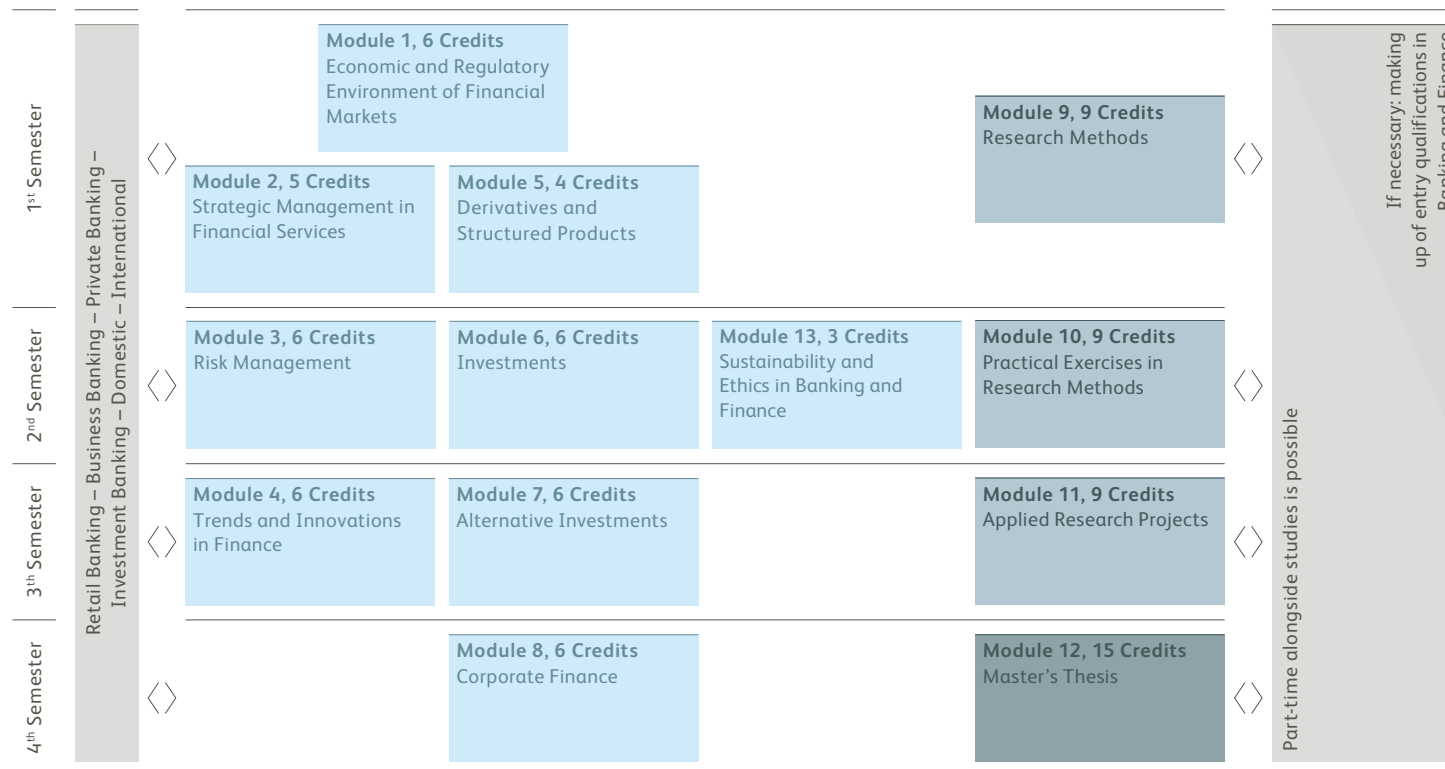 1st Semester
Retail Banking – Business Banking – Private Banking –
Investment Banking – Domestic – International
Module 1, 6 Credits
Economic and Regulatory
Environment of Financial
Markets
Module 2, 5 Credits
Strategic Management in
Financial Services
Module 5, 4 Credits
Derivatives and
Structured Products
Module 9, 9 Credits
Research Methods
If necessary: making
up of entry qualifications in
Banking and Finance
2nd Semester
Module 3, 6 Credits
Risk Management
Module 6, 6 Credits
Investments
Module 13, 3 Credits
Sustainability and
Ethics in Banking and
Finance
Module 10, 9 Credits
Practical Exercises in
Research Methods
Part-time alongside studies is possible
3th Semester
Module 4, 6 Credits
Trends and Innovations
in Finance
Module 7, 6 Credits
Alternative Investments
Module 11, 9 Credits
Applied Research Projects
4th Semester
Module 8, 6 Credits
Corporate Finance
Module 12, 15 Credits
Master's Thesis